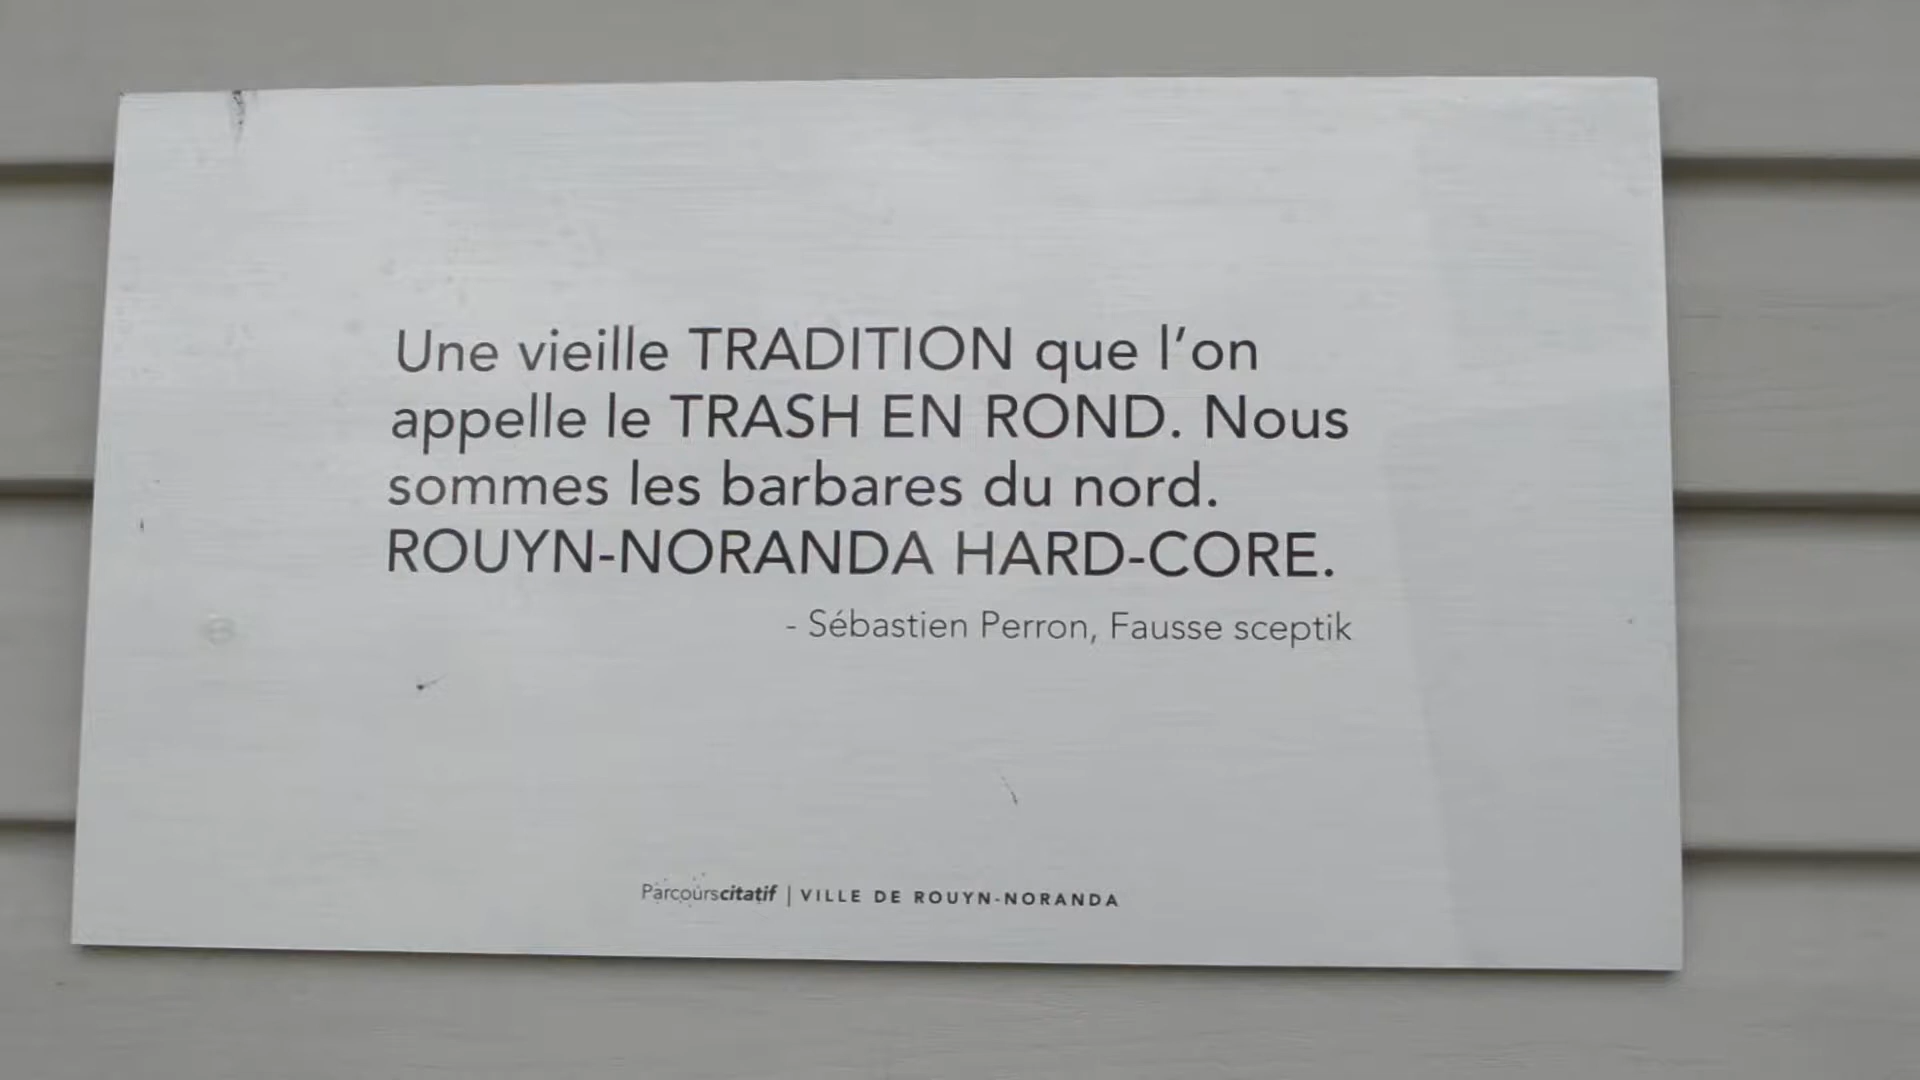 Une vieille TRADITION que l'on
appelle le TRASH EN ROND. Nous
sommes les barbares du nord.
ROUYN-NORANDA HARD-CORE.
- Sébastien Perron, Fausse sceptik
Parcourscitatif | VILLE DE ROUYN-NORANDA